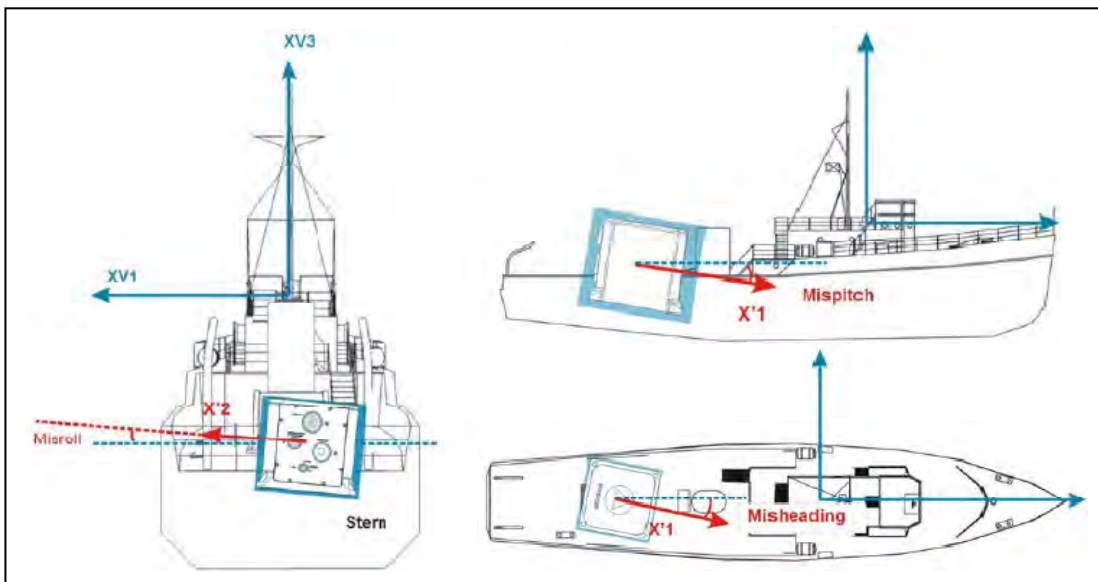 XV3
XV1
X'2
Misroll
Stern
Mispitch
X'1
Misheading
X'1